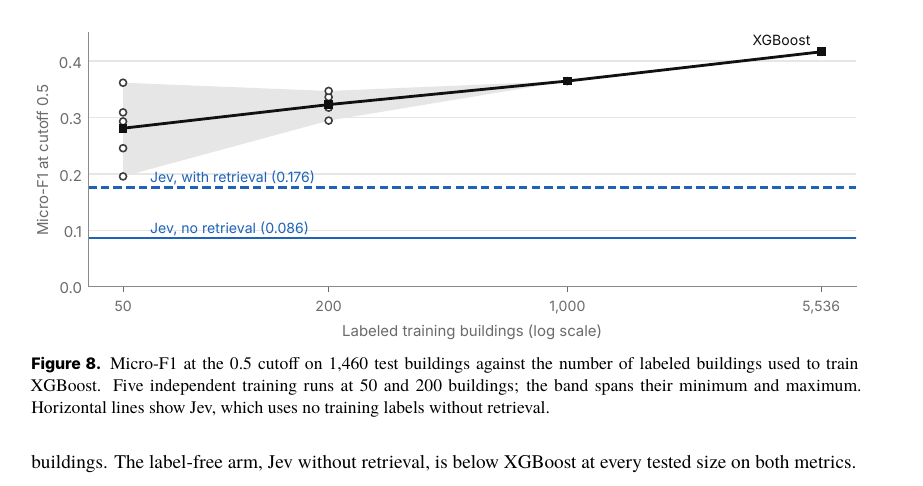 XGBoost
0.4
0.3
0.2
0.1
0.0
Micro-F1 at cutoff 0.5
Jev, with retrieval (0.176)
Jev, no retrieval (0.086)
50
200
1,000
5,536
Labeled training buildings (log scale)
Figure 8. Micro-F1 at the 0.5 cutoff on 1,460 test buildings against the number of labeled buildings used to train
XGBoost. Five independent training runs at 50 and 200 buildings; the band spans their minimum and maximum.
Horizontal lines show Jev, which uses no training labels without retrieval.
buildings. The label-free arm, Jev without retrieval, is below XGBoost at every tested size on both metrics.